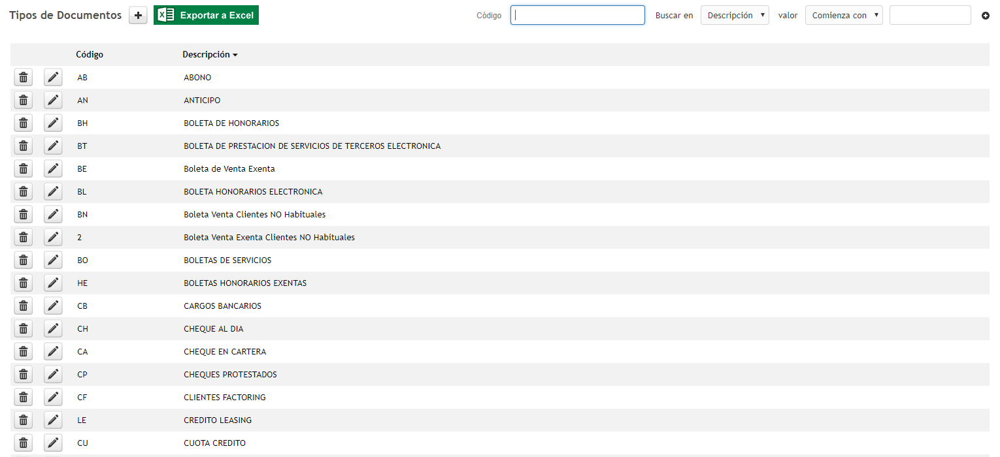 Tipos de Documentos + Exportar a Excel Código Buscar en Descripción valor Comienza con
Código Descripción
AB ABONO
AN ANTICIPO
BH BOLETA DE HONORARIOS
BT BOLETA DE PRESTACION DE SERVICIOS DE TERCEROS ELECTRONICA
BE Boleta de Venta Exenta
BL BOLETA HONORARIOS ELECTRONICA
BN Boleta Venta Clientes NO Habituales
2 Boleta Venta Exenta Clientes NO Habituales
BO BOLETAS DE SERVICIOS
HE BOLETAS HONORARIOS EXENTAS
CB CARGOS BANCARIOS
CH CHEQUE AL DIA
CA CHEQUE EN CARTERA
CP CHEQUES PROTESTADOS
CF CLIENTES FACTORING
LE CREDITO LEASING
CU CUOTA CREDITO